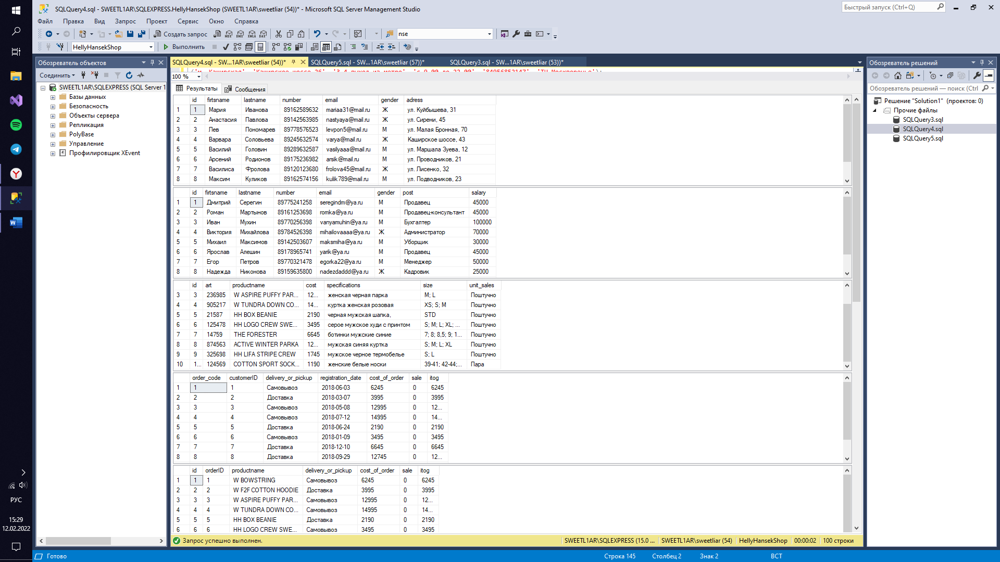 SQLQuery4.sql - SWEETL1AR\SQLEXPRESS.HellyHansekShop (SWEETL1AR\sweetliar (54))* - Microsoft SQL Server Management Studio
Быстрый запуск (Ctrl+Q)
Файл Правка Вид Запрос Проект Сервис Окно Справка
Создать запрос nse
HellyHansekShop Выполнить
Обозреватель объектов
Соединить
SWEETL1AR\SQLEXPRESS (SQL Server 1
Базы данных
Безопасность
Объекты сервера
Репликация
PolyBase
Управление
Профилировщик XEvent
SQLQuery4.sql - SW...1AR\sweetliar (54))* SQLQuery5.sql - SW...1AR\sweetliar (57))* SQLQuery3.sql - SW...1AR\sweetliar (53))*
100 %
Результаты Сообщения
id firtsname lastname number email gender adress
1 1 Мария Иванова 89162589632 mariaa31@mail.ru Ж ул. Куйбышева, 31
2 2 Анастасия Павлова 89142563985 nastyaya@mail.ru Ж ул. Сирени, 45
3 3 Лев Пономарев 89778576523 levpon5@mail.ru М ул. Малая Бронная, 70
4 4 Варвара Соловьева 89245632574 varya@mail.ru Ж Каширское шоссе, 43
5 5 Василий Головин 89289632587 vasilyaaa@mail.ru М ул. Маршала Зуева, 12
6 6 Арсений Родионов 89175236982 arsik@mail.ru М ул. Проводников, 21
7 7 Василиса Фролова 89120123680 frolova45@mail.ru Ж ул. Лисенко, 32
8 8 Максим Куликов 89162574156 kulik789@mail.ru М ул. Подводников, 23
id firtsname lastname number email gender post salary
1 1 Дмитрий Серегин 89775241258 seregindm@ya.ru М Продавец 45000
2 2 Роман Мартынов 89161253698 romka@ya.ru М Продавец-консультант 45000
3 3 Иван Мухин 89770256398 vanyamuhin@ya.ru М Бухгалтер 100000
4 4 Виктория Михайлова 89784526398 mihailovaaaa@ya.ru Ж Администратор 70000
5 5 Михаил Максимов 89142503607 maksmiha@ya.ru М Уборщик 30000
6 6 Ярослав Алешин 89178965741 yarik@ya.ru М Продавец 45000
7 7 Егор Петров 89770321478 egorka22@ya.ru М Менеджер 50000
8 8 Надежда Никонова 89159635800 nadezdaddd@ya.ru Ж Кадровик 25000
id art productname cost specifications size unit_sales
3 3 236985 W ASPIRE PUFFY PAR... 12... женская черная парка M; L Поштучно
4 4 905217 W TUNDRA DOWN CO... 14... куртка женская розовая XS; S; M Поштучно
5 5 21587 HH BOX BEANIE 2190 черная мужская шапка, STD Поштучно
6 6 125478 HH LOGO CREW SWE... 3495 серое мужское худи с принтом S; M; L; XL; ... Поштучно
7 7 14759 THE FORESTER 6645 ботинки мужские синие 7; 8; 8,5; 9; 1... Поштучно
8 8 874563 ACTIVE WINTER PARKA 12... мужская синяя куртка S; M; L; XL Поштучно
9 9 325698 HH LIFA STRIPE CREW 1745 мужское черное термобелье S; L Поштучно
10 1... 124569 COTTON SPORT SOCK... 1190 женские белые носки 39-41; 42-44;... Пара
order_code customerID delivery_or_pickup registration_date cost_of_order sale itog
1 1 1 Самовывоз 2018-06-03 6245 0 6245
2 2 2 Доставка 2018-03-07 3995 0 3995
3 3 3 Самовывоз 2018-05-08 12995 0 12...
4 4 4 Самовывоз 2018-07-12 14995 0 14...
5 5 5 Доставка 2018-06-24 2190 0 2190
6 6 6 Самовывоз 2018-01-09 3495 0 3495
7 7 7 Доставка 2018-12-10 6645 0 6645
8 8 8 Доставка 2018-09-29 12745 0 12...
id orderID productname delivery_or_pickup cost_of_order sale itog
1 1 1 W BOWSTRING Самовывоз 6245 0 6245
2 2 2 W F2F COTTON HOODIE Доставка 3995 0 3995
3 3 3 W ASPIRE PUFFY PAR... Самовывоз 12995 0 12...
4 4 4 W TUNDRA DOWN CO... Самовывоз 14995 0 14...
5 5 5 HH BOX BEANIE Доставка 2190 0 2190
6 6 6 HH LOGO CREW SWE... Самовывоз 3495 0 3495
Запрос успешно выполнен. SWEETL1AR\SQLEXPRESS (15.0 ... SWEETL1AR\sweetliar (54) HellyHansekShop 00:00:02 100 строки
Обозреватель решений
Обозреватель решений — поиск (Ctrl
Решение "Solution1" (проектов: 0)
Прочие файлы
SQLQuery3.sql
SQLQuery4.sql
SQLQuery5.sql
Готово Строка 145 Столбец 2 Знак 2 ВСТ
РУС
15:29
12.02.2022